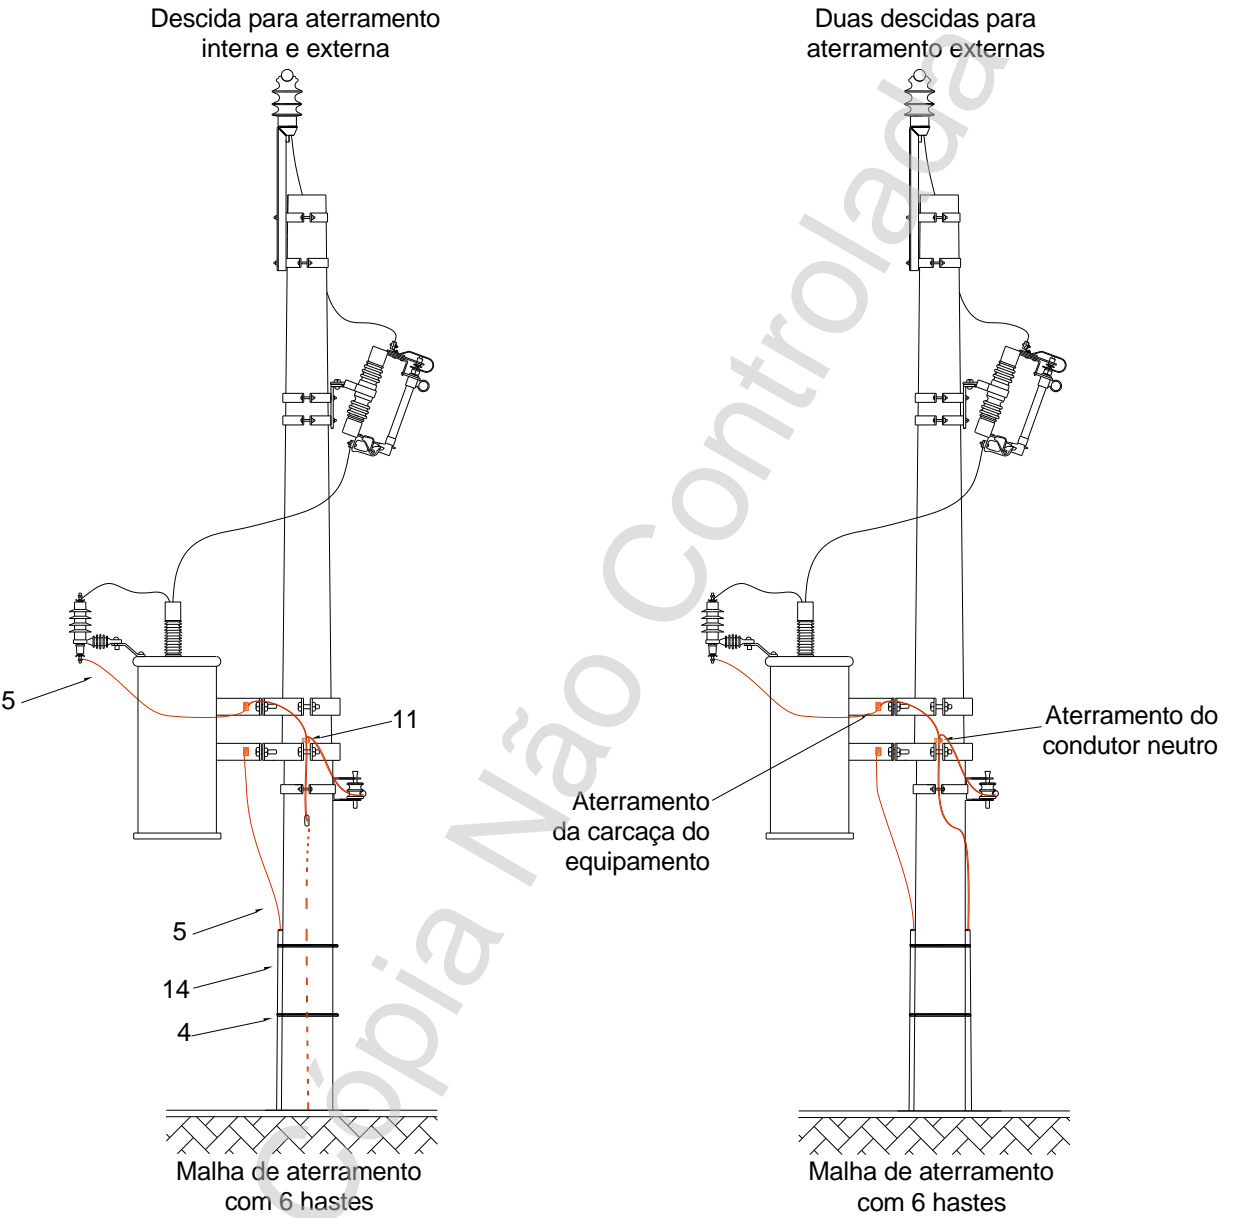 Descida para aterramento
interna e externa
Duas descidas para
aterramento externas
5
11
Aterramento do
condutor neutro
Aterramento
da carcaça do
equipamento
5
14
4
Malha de aterramento
com 6 hastes
Malha de aterramento
com 6 hastes
Cópia Não Controlada